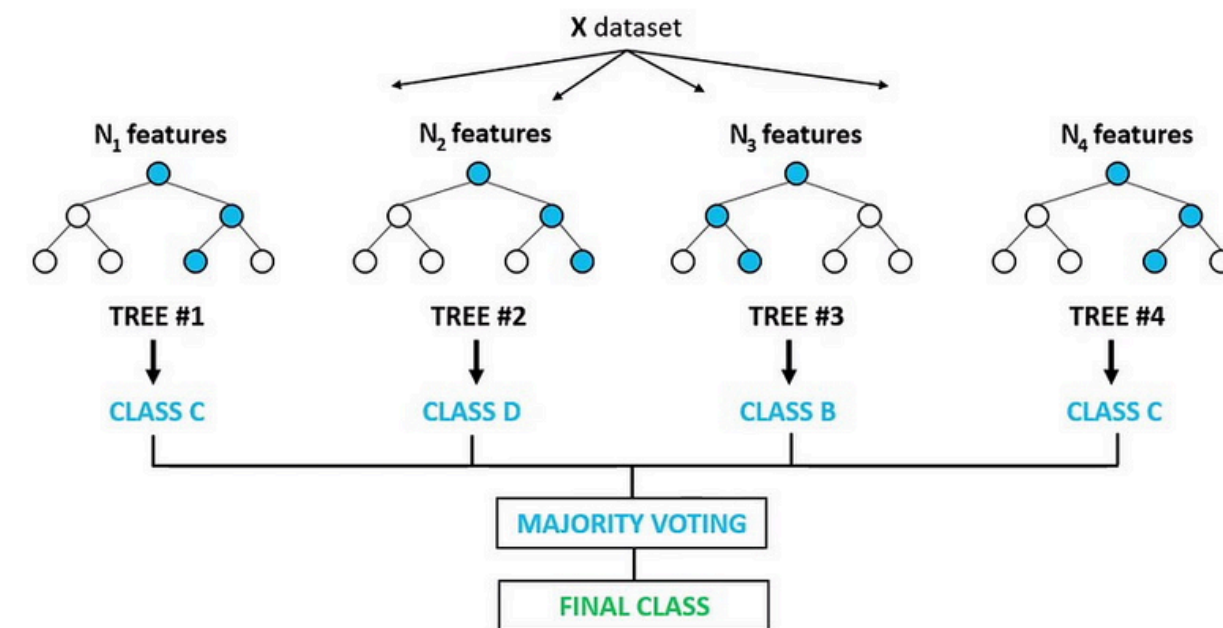 X dataset
N₁ features
N₂ features
N₃ features
N₄ features
TREE #1
TREE #2
TREE #3
TREE #4
CLASS C
CLASS D
CLASS B
CLASS C
MAJORITY VOTING
FINAL CLASS